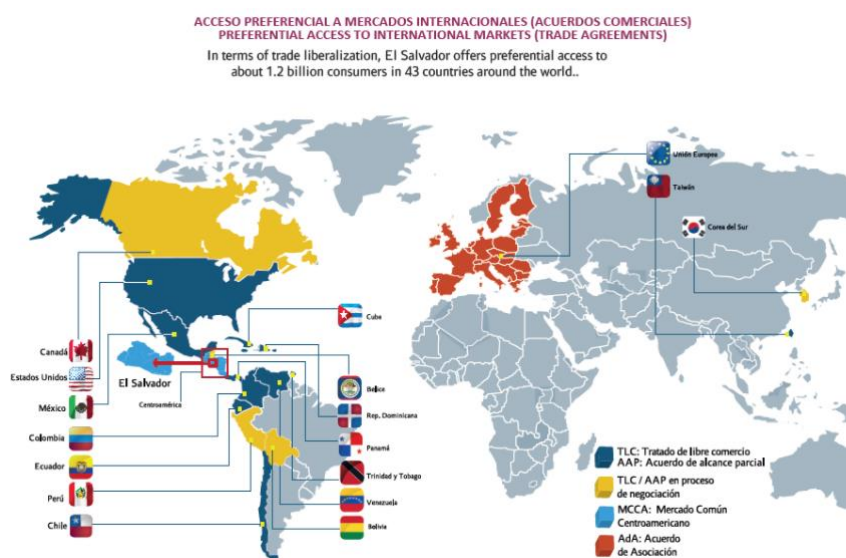 ACCESO PREFERENCIAL A MERCADOS INTERNACIONALES (ACUERDOS COMERCIALES)
PREFERENTIAL ACCESS TO INTERNATIONAL MARKETS (TRADE AGREEMENTS)
In terms of trade liberalization, El Salvador offers preferential access to
about 1.2 billion consumers in 43 countries around the world..
Unión Europea
Taiwán
Corea del Sur
Cuba
Canadá
Estados Unidos
El Salvador
Centroamérica
México
Colombia
Ecuador
Perú
Chile
Belice
Rep. Dominicana
Panamá
Trinidad y Tobago
Venezuela
Bolivia
TLC: Tratado de libre comercio
AAP: Acuerdo de alcance parcial
TLC / AAP en proceso
de negociación
MCCA: Mercado Común
Centroamericano
AdA: Acuerdo
de Asociación